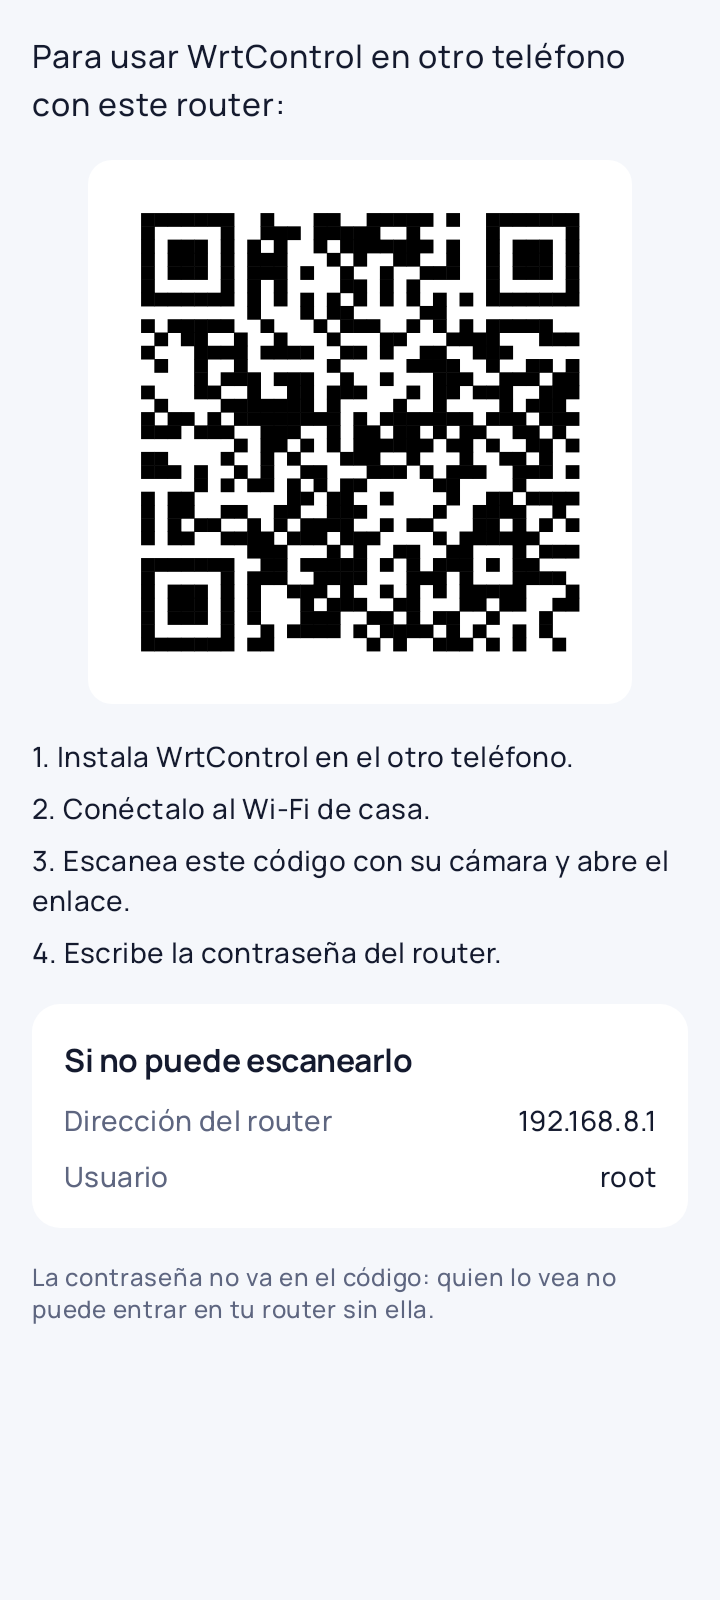 Para usar WrtControl en otro teléfono
con este router:
1. Instala WrtControl en el otro teléfono.
2. Conéctalo al Wi-Fi de casa.
3. Escanea este código con su cámara y abre el
enlace.
4. Escribe la contraseña del router.
Si no puede escanearlo
Dirección del router 192.168.8.1
Usuario root
La contraseña no va en el código: quien lo vea no
puede entrar en tu router sin ella.